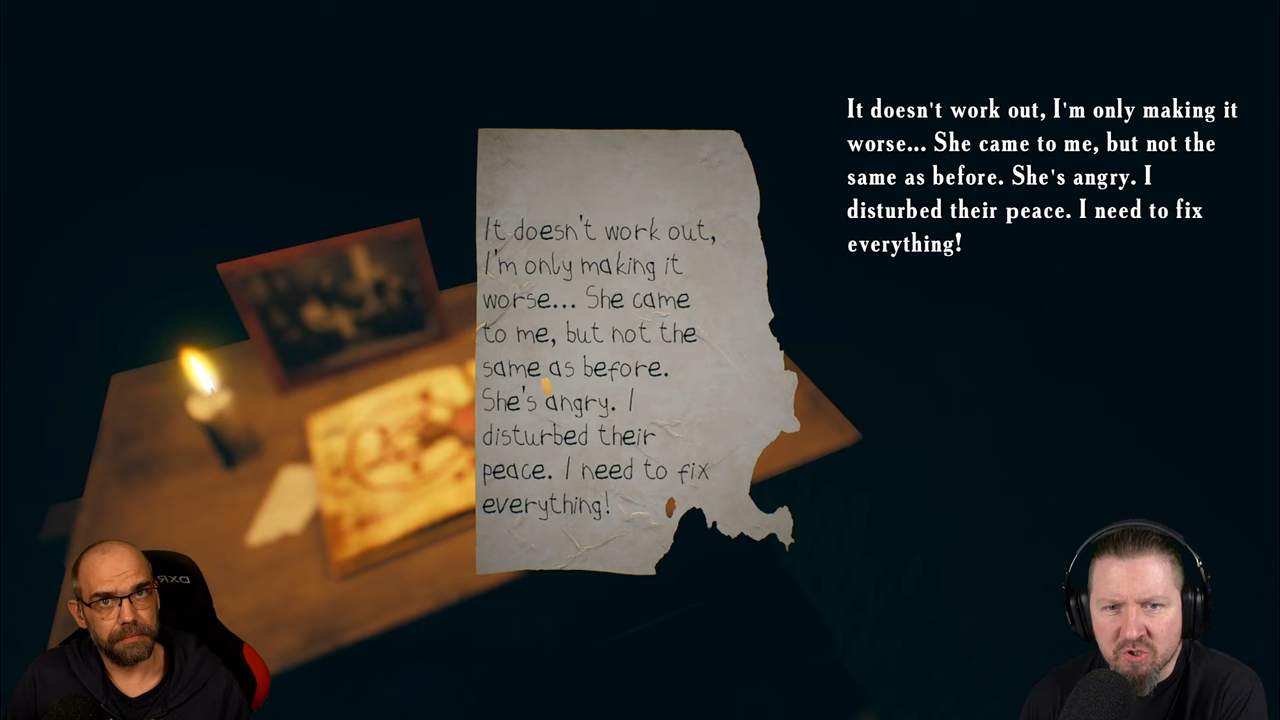 It doesn't work out, I'm only making it
worse... She came to me, but not the
same as before. She's angry. I
disturbed their peace. I need to fix
everything!
It doesn't work out,
I'm only making it
worse... She came
to me, but not the
same as before.
She's angry. I
disturbed their
peace. I need to fix
everything!
DXR